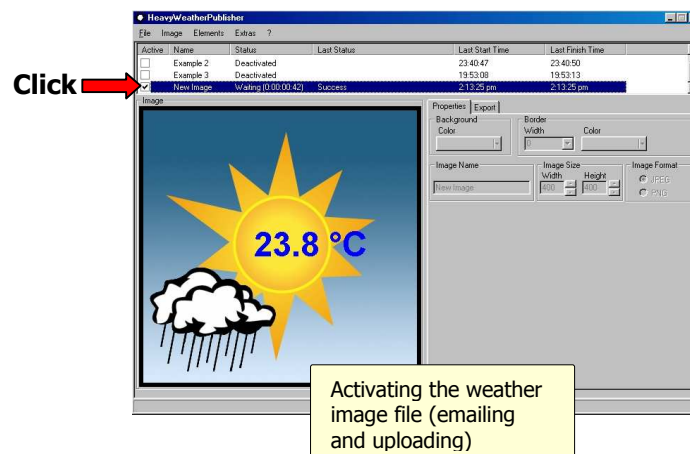 HeavyWeatherPublisher
File Image Elements Extras ?
Active Name Status Last Status Last Start Time Last Finish Time
Example 2 Deactivated 23:40:47 23:40:50
Example 3 Deactivated 19:53:08 19:53:13
Click
New Image Waiting (0:00:00:42) Success 2:13:25 pm 2:13:25 pm
Image
Properties Export
Background Border
Color Width Color
0
Image Name Image Size Image Format
Width Height
New Image 400 400 JPEG
PNG
23.8 °C
Activating the weather
image file (emailing
and uploading)